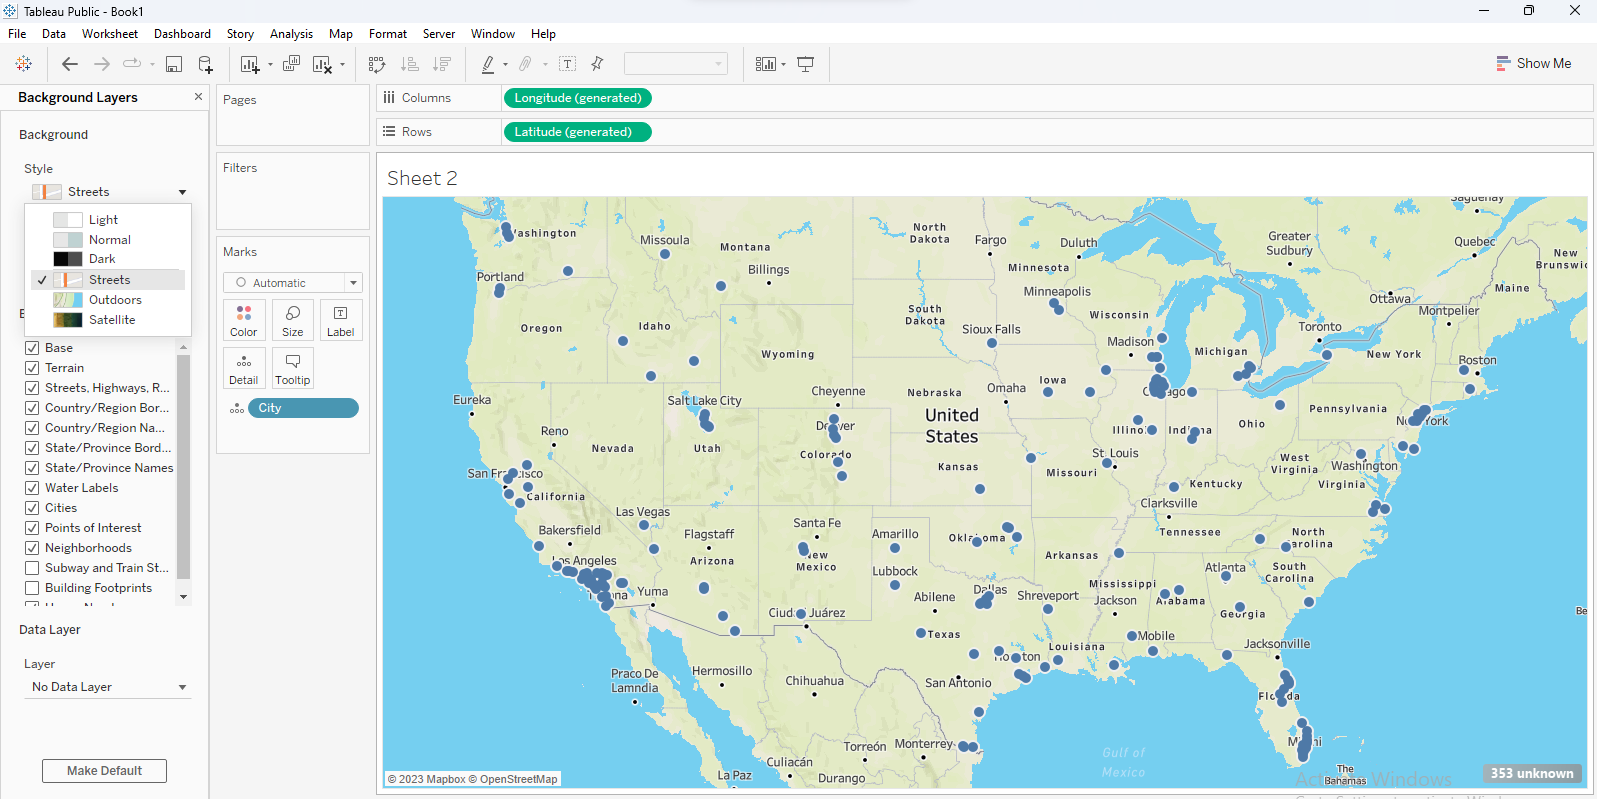 Tableau Public - Book1
File Data Worksheet Dashboard Story Analysis Map Format Server Window Help
Show Me
Background Layers
Background
Style
Streets
Light
Normal
Dark
Streets
Outdoors
Satellite
Base
Terrain
Streets, Highways, R...
Country/Region Bor...
Country/Region Na...
State/Province Bord...
State/Province Names
Water Labels
Cities
Points of Interest
Neighborhoods
Subway and Train St...
Building Footprints
Data Layer
Layer
No Data Layer
Make Default
Pages
Filters
Marks
Automatic
Color Size Label
Detail Tooltip
City
Columns Longitude (generated)
Rows Latitude (generated)
Sheet 2
Saguenay
North Dakota
Fargo
Duluth
Greater Sudbury
Quebec
New Brunswic
Missoula
Montana
Billings
Minnesota
Minneapolis
Portland
Ottawa
Maine
Montpelier
South Dakota
Sioux Falls
Wisconsin
Toronto
Oregon
Idaho
Wyoming
Madison
Michigan
New York
Boston
Eureka
Salt Lake City
Cheyenne
Nebraska
Omaha
Iowa
United States
Pennsylvania
Reno
Nevada
Utah
Colorado
Ohio
Kansas
St. Louis
Missouri
West Virginia
Washington
Virginia
California
Kentucky
Clarksville
Las Vegas
Bakersfield
Flagstaff
Santa Fe
Amarillo
Tennessee
North Carolina
Los Angeles
Arizona
New Mexico
Arkansas
Atlanta
South Carolina
Lubbock
Yuma
Abilene
Dallas
Shreveport
Mississippi
Jackson
Alabama
Georgia
Ciudad Juárez
Texas
Mobile
Louisiana
Jacksonville
Hermosillo
Praco De Lamndia
Chihuahua
San Antonio
Torreón
Monterrey
Culiacán
La Paz
Durango
Gulf of Mexico
The Bahamas
Be
353 unknown
© 2023 Mapbox © OpenStreetMap